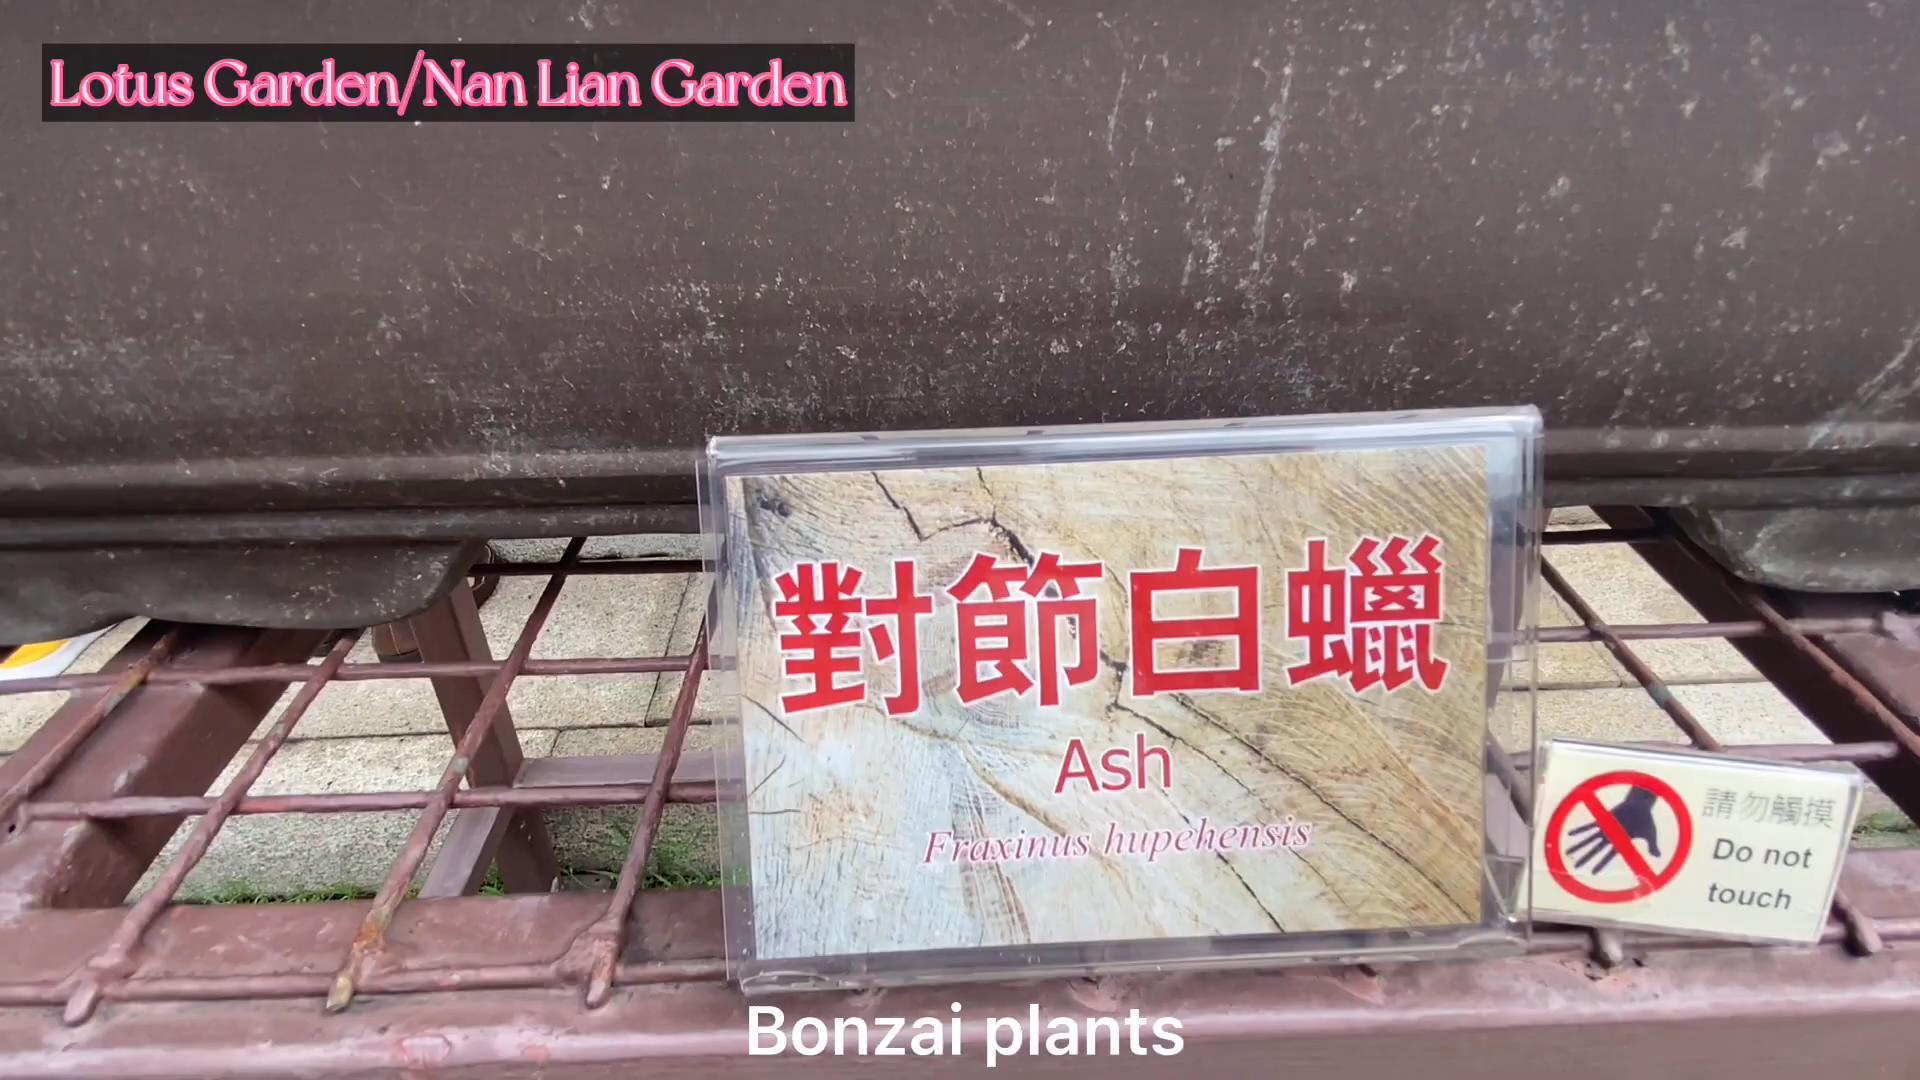 Lotus Garden/Nan Lian Garden
對節白蠟
Ash
Fraxinus hupehensis
請勿觸摸
Do not
touch
Bonzai plants